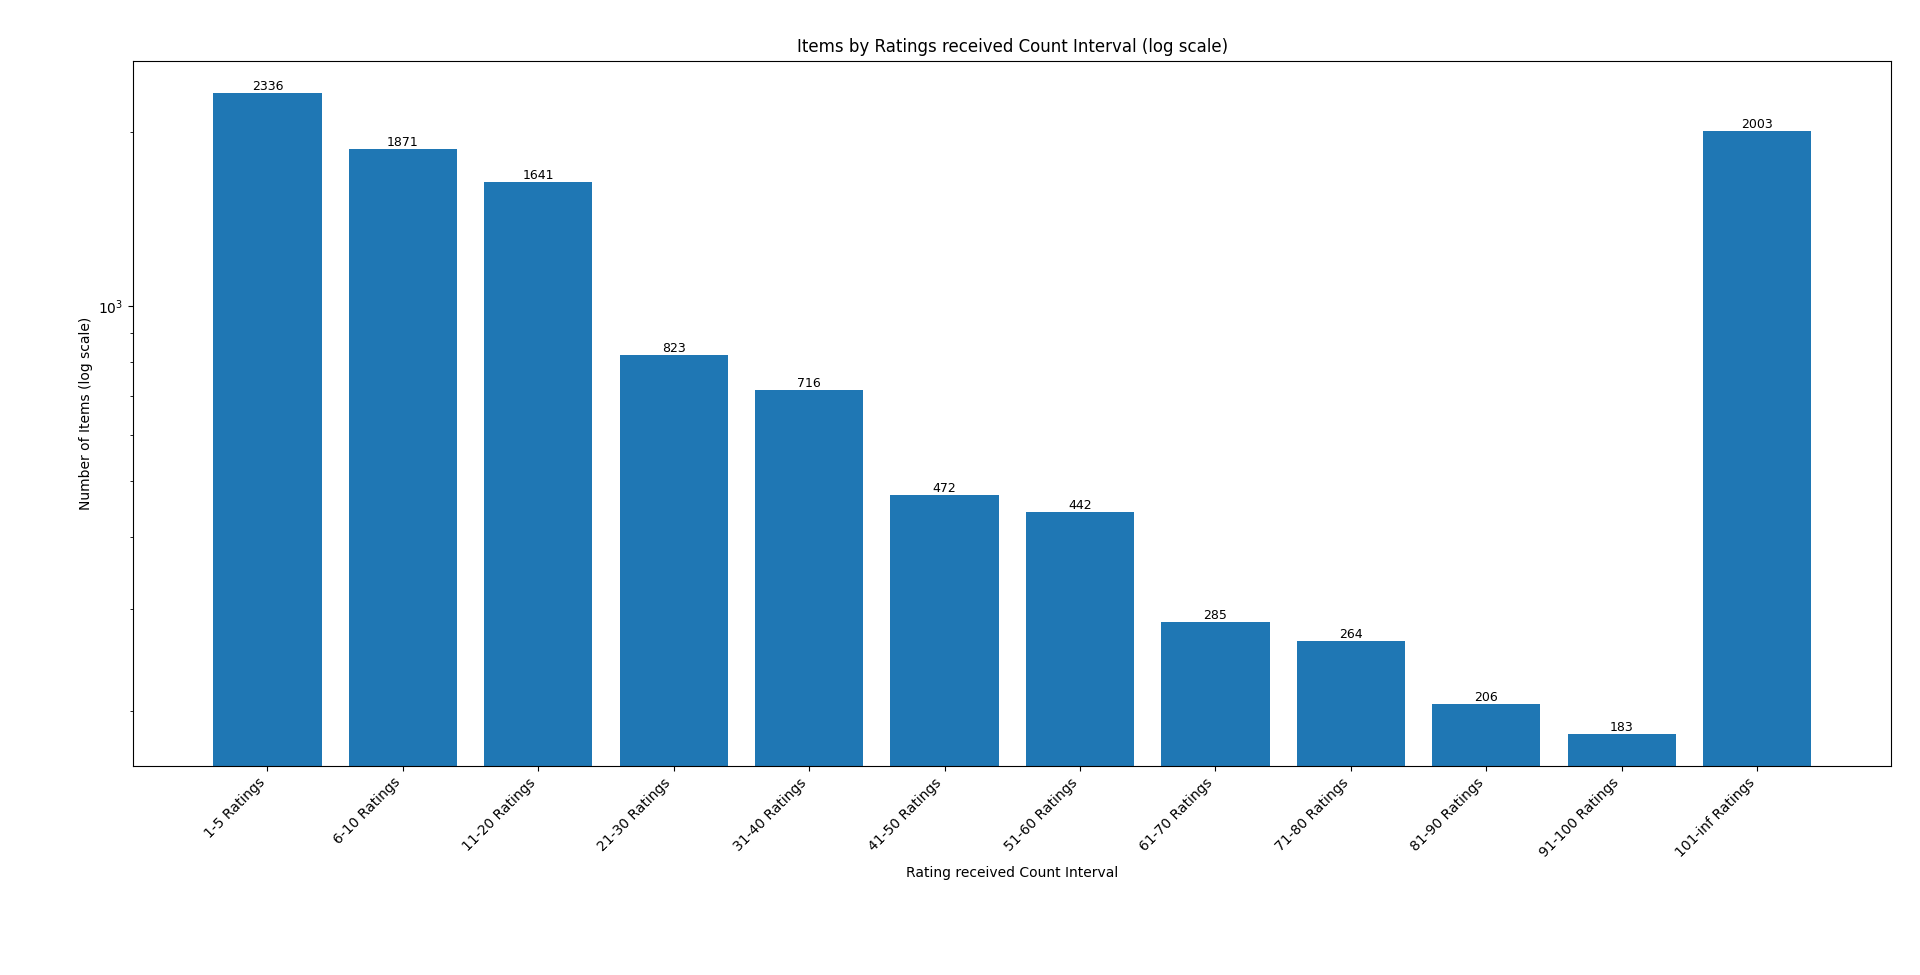 Items by Ratings received Count Interval (log scale)
2336
1871
1641
823
716
472
442
285
264
206
183
2003
10³
Number of Items (log scale)
1-5 Ratings
6-10 Ratings
11-20 Ratings
21-30 Ratings
31-40 Ratings
41-50 Ratings
51-60 Ratings
61-70 Ratings
71-80 Ratings
81-90 Ratings
91-100 Ratings
101-inf Ratings
Rating received Count Interval